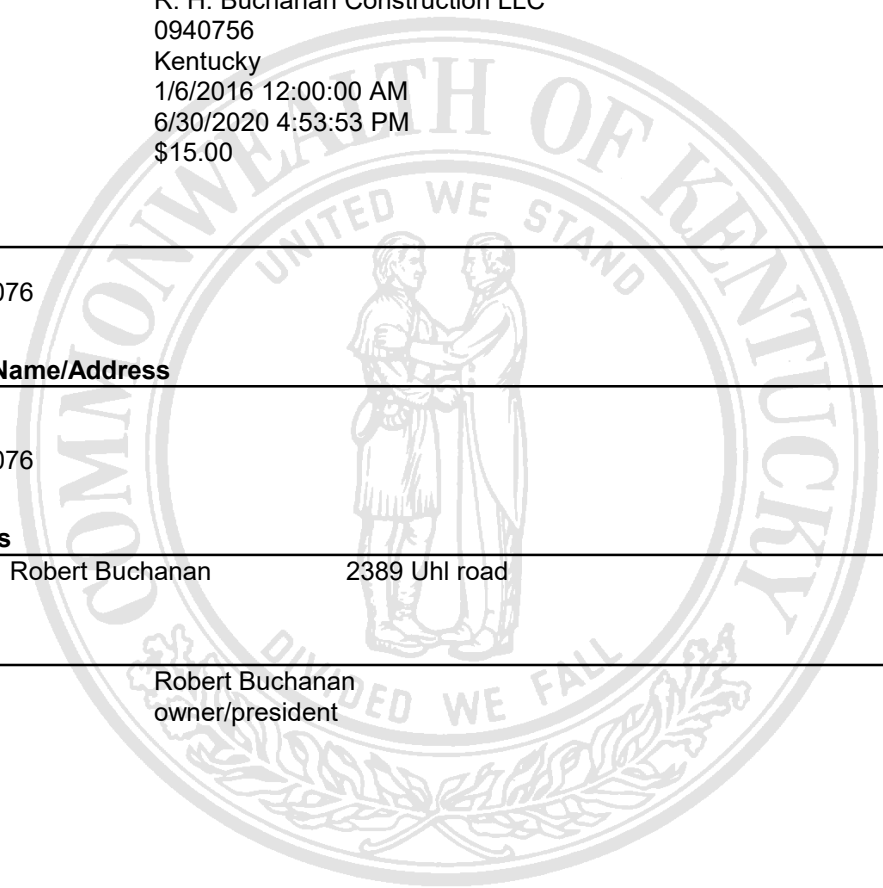 R. H. Buchanan Construction LLC
0940756
Kentucky
1/6/2016 12:00:00 AM
6/30/2020 4:53:53 PM
$15.00
COMMONWEALTH OF KENTUCKY
UNITED WE STAND
076
Name/Address
076
s
Robert Buchanan 2389 Uhl road
DIVIDED WE FALL
Robert Buchanan
owner/president